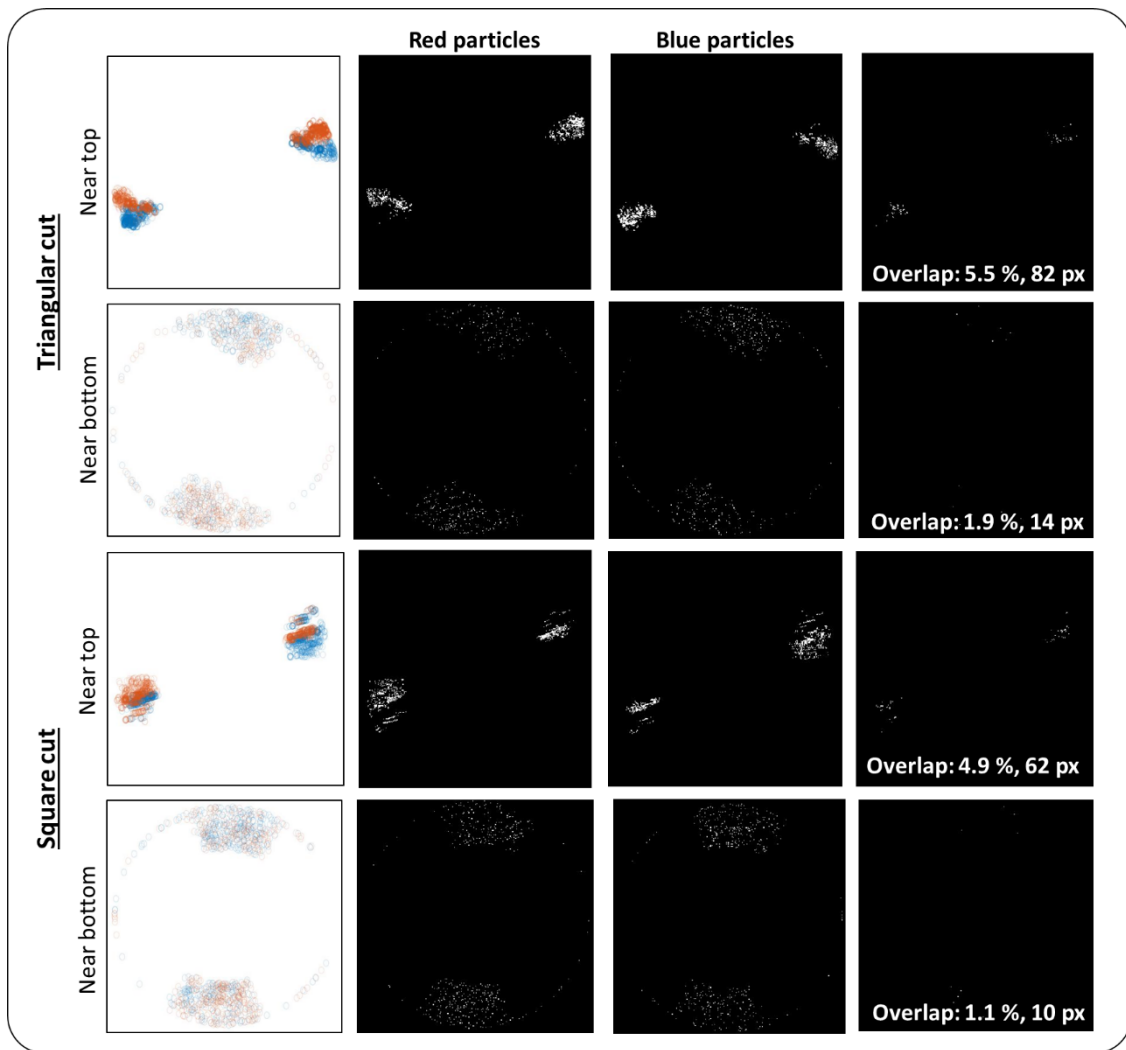 Red particles
Blue particles
Triangular cut
Near top
Overlap: 5.5 %, 82 px
Near bottom
Overlap: 1.9 %, 14 px
Square cut
Near top
Overlap: 4.9 %, 62 px
Near bottom
Overlap: 1.1 %, 10 px